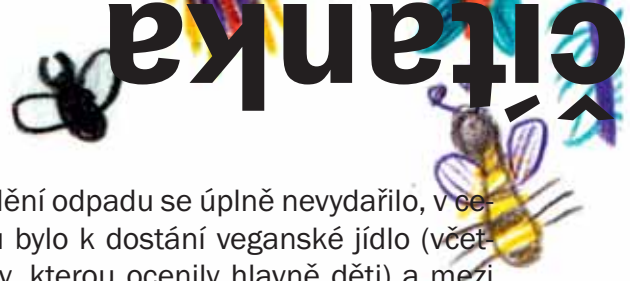 čítanka
odpadu se úplně nevydařilo, v ce-
bylo k dostání veganské jídlo (včet-
kterou ocenily hlavně děti) a mezi